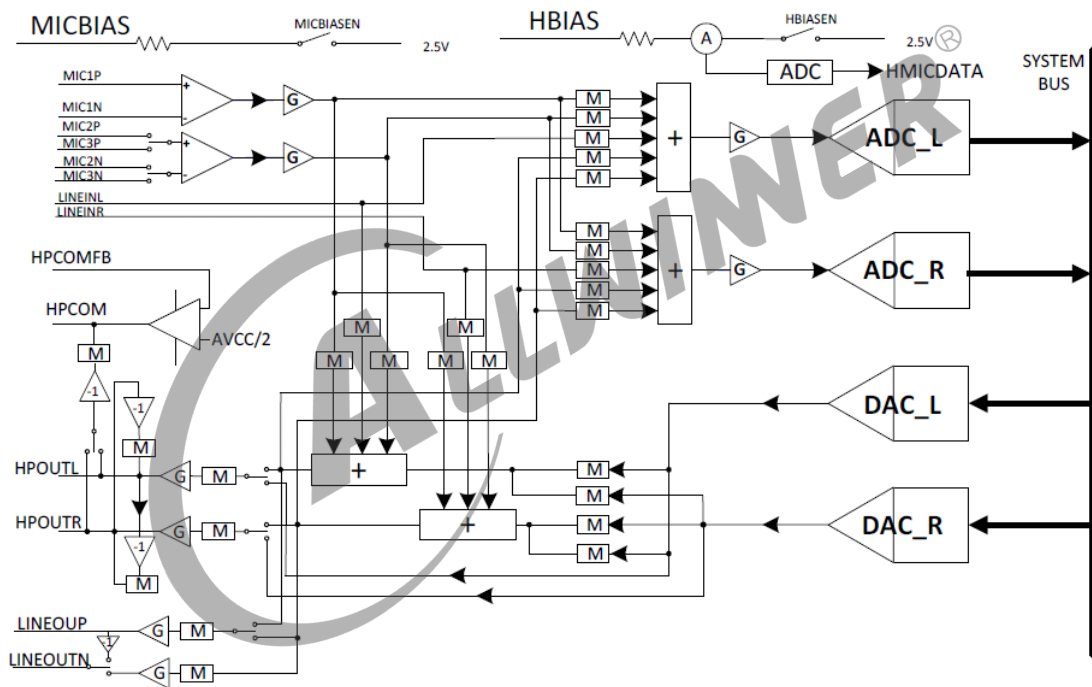 MICBIAS
MICBIASEN
2.5V
HBIAS
A
HBIASEN
2.5V
ADC
HMICDATA
SYSTEM
BUS
MIC1P
MIC1N
MIC2P
MIC3P
MIC2N
MIC3N
LINEINL
LINEINR
+
-
G
+
-
G
M
M
M
M
M
+
G
ADC_L
M
M
M
M
M
+
G
ADC_R
HPCOMFB
HPCOM
AVCC/2
M
-1
-1
M
M
M
M
M
M
M
ALLWINNER®
DAC_L
HPOUTL
G
M
+
M
M
HPOUTR
G
M
+
M
M
DAC_R
-1
M
LINEOUP
G
M
-1
LINEOUTN
G
M